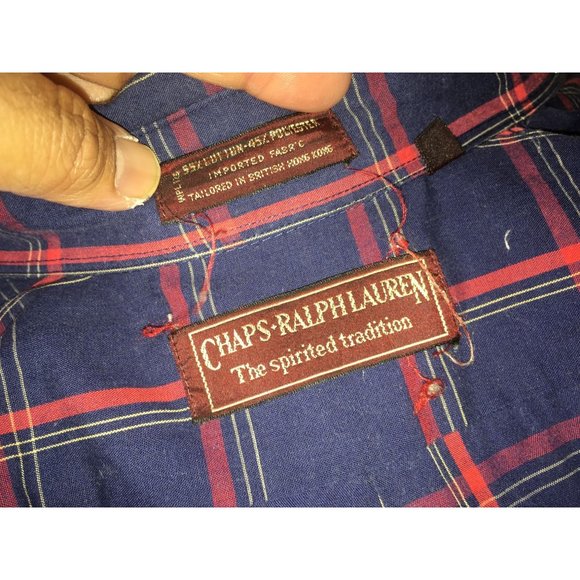 55% COTTON-45% POLYESTER
IMPORTED FABRIC
TAILORED IN BRITISH HONG KONG
CHAPS·RALPH LAUREN
The spirited tradition